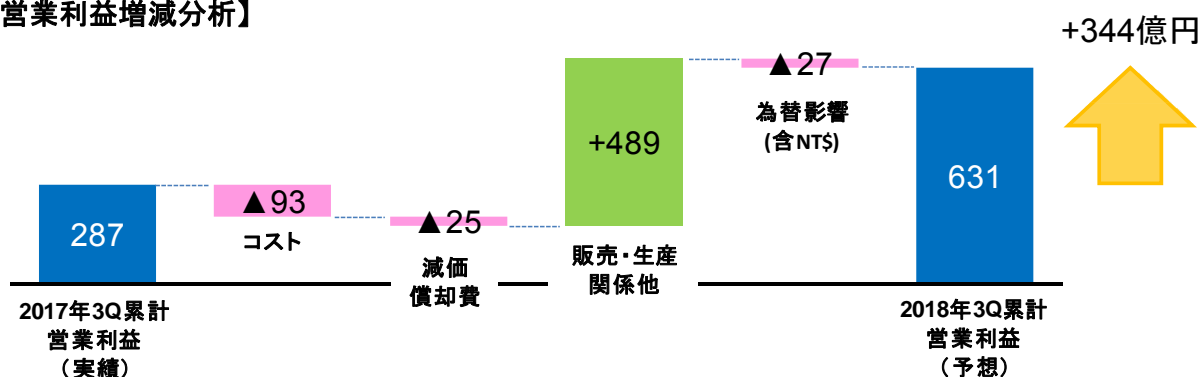 営業利益増減分析】
+344億円
▲27
為替影響
(含NT$)
+489
631
▲93
287
コスト
▲25
減価
償却費
販売・生産
関係他
2017年3Q累計
営業利益
（実績）
2018年3Q累計
営業利益
（予想）